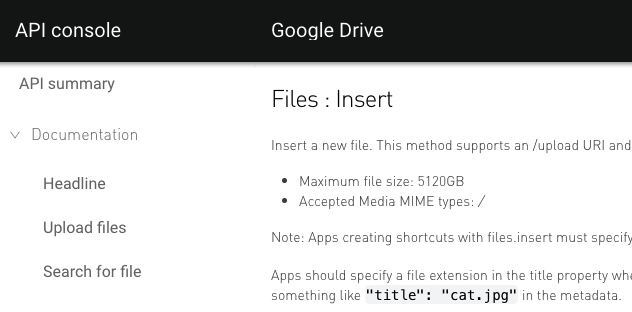 API console
Google Drive
API summary
Documentation
Headline
Upload files
Search for file
Files : Insert
Insert a new file. This method supports an /upload URI and
Maximum file size: 5120GB
Accepted Media MIME types: /
Note: Apps creating shortcuts with files.insert must specify
Apps should specify a file extension in the title property whe
something like "title": "cat.jpg" in the metadata.